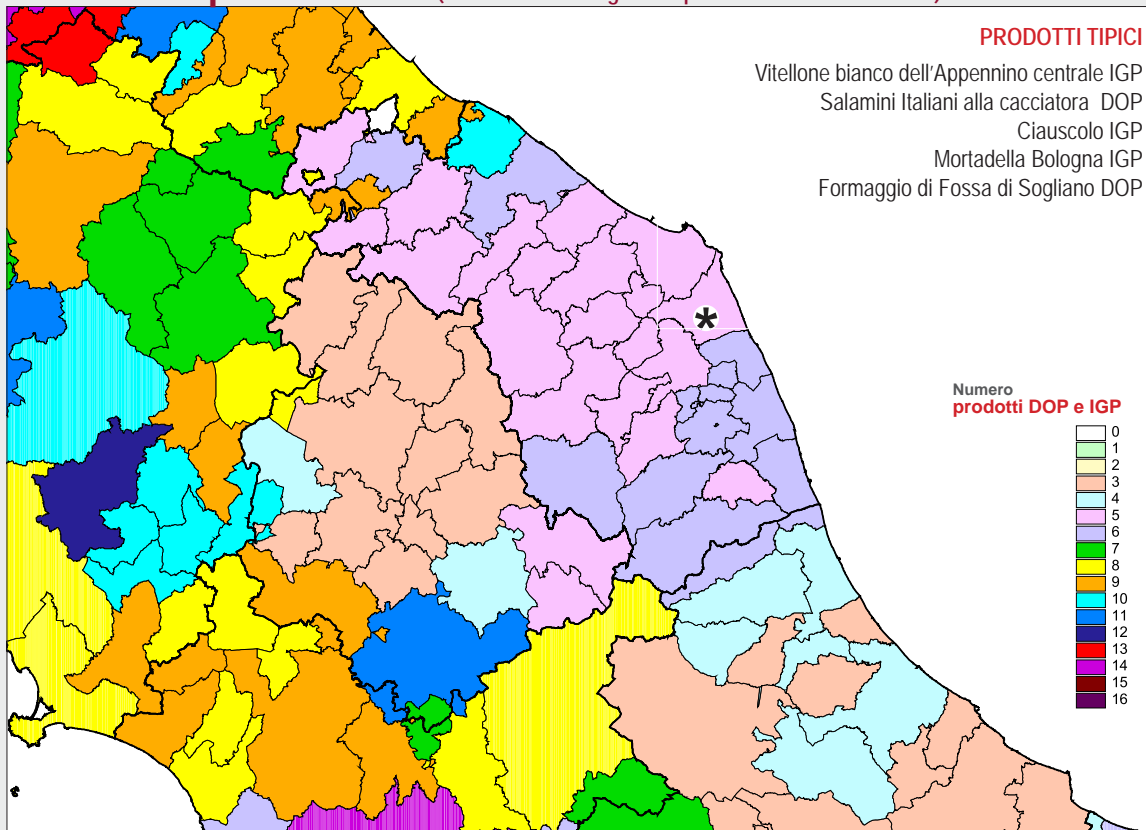 PRODOTTI TIPICI
Vitellone bianco dell'Appennino centrale IGP
Salamini Italiani alla cacciatora DOP
Ciauscolo IGP
Mortadella Bologna IGP
Formaggio di Fossa di Sogliano DOP
*
Numero
prodotti DOP e IGP
0
1
2
3
4
5
6
7
8
9
10
11
12
13
14
15
16